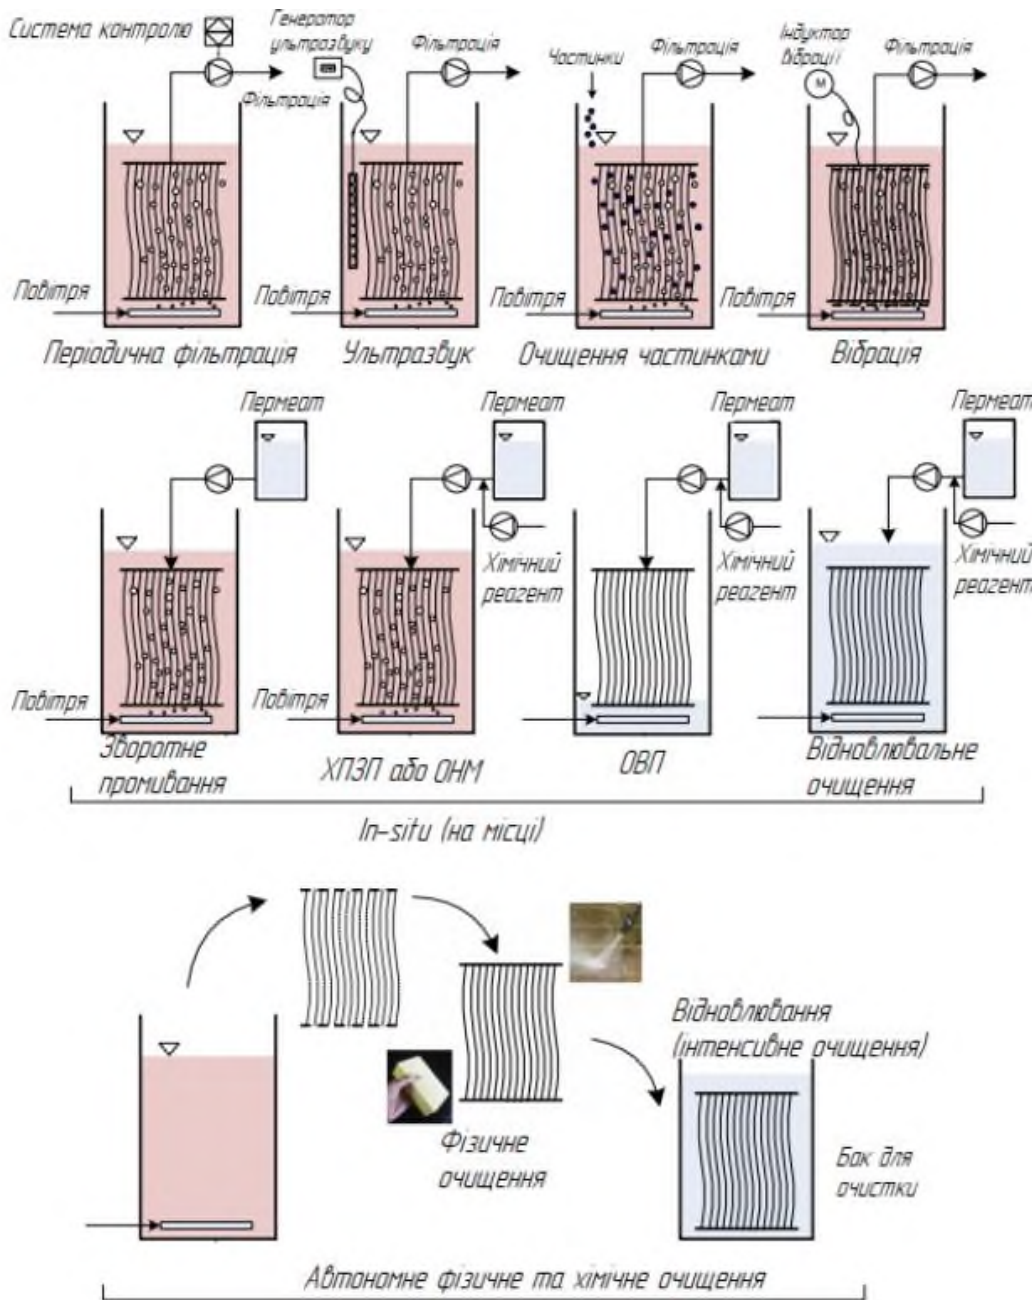 Система контролю
Фільтрація
Повітря
Періодична фільтрація
Генератор
ультразвуку
Фільтрація
Повітря
Ультразвук
Частинки
Фільтрація
Повітря
Очищення частинками
Індуктор
вібрації
М
Фільтрація
Повітря
Вібрація
Пермеат
Повітря
Зворотне
промивання
Пермеат
Хімічний
реагент
Повітря
ХПЗП або ОНМ
Пермеат
Хімічний
реагент
ОВП
Пермеат
Хімічний
реагент
Відновлювальне
очищення
In-situ (на місці)
Фізичне
очищення
Відновлювання
(інтенсивне очищення)
Бак для
очистки
Автономне фізичне та хімічне очищення